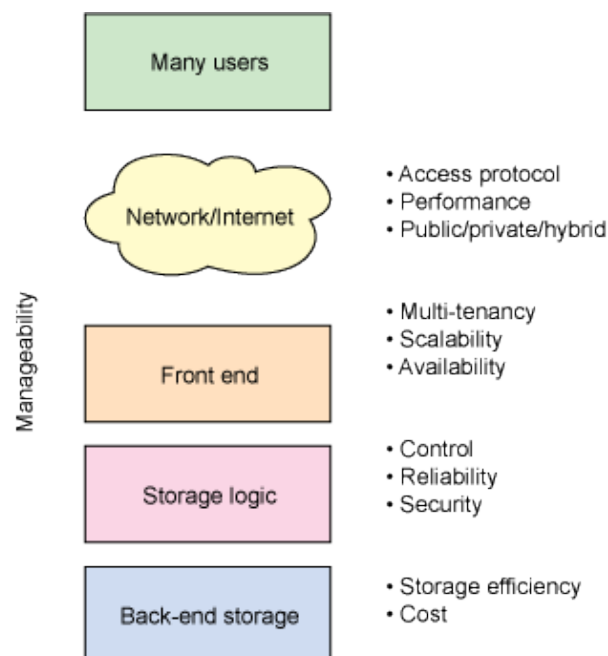 Many users
Network/Internet
• Access protocol
• Performance
• Public/private/hybrid
Manageability
Front end
• Multi-tenancy
• Scalability
• Availability
Storage logic
• Control
• Reliability
• Security
Back-end storage
• Storage efficiency
• Cost